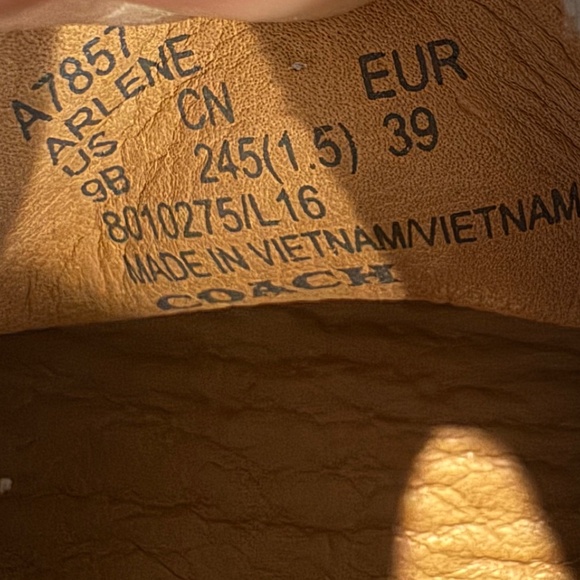 A7857
ARLENE
US CN EUR
9B 245(1.5) 39
8010275/L16
MADE IN VIETNAM/VIETNAM
COACH